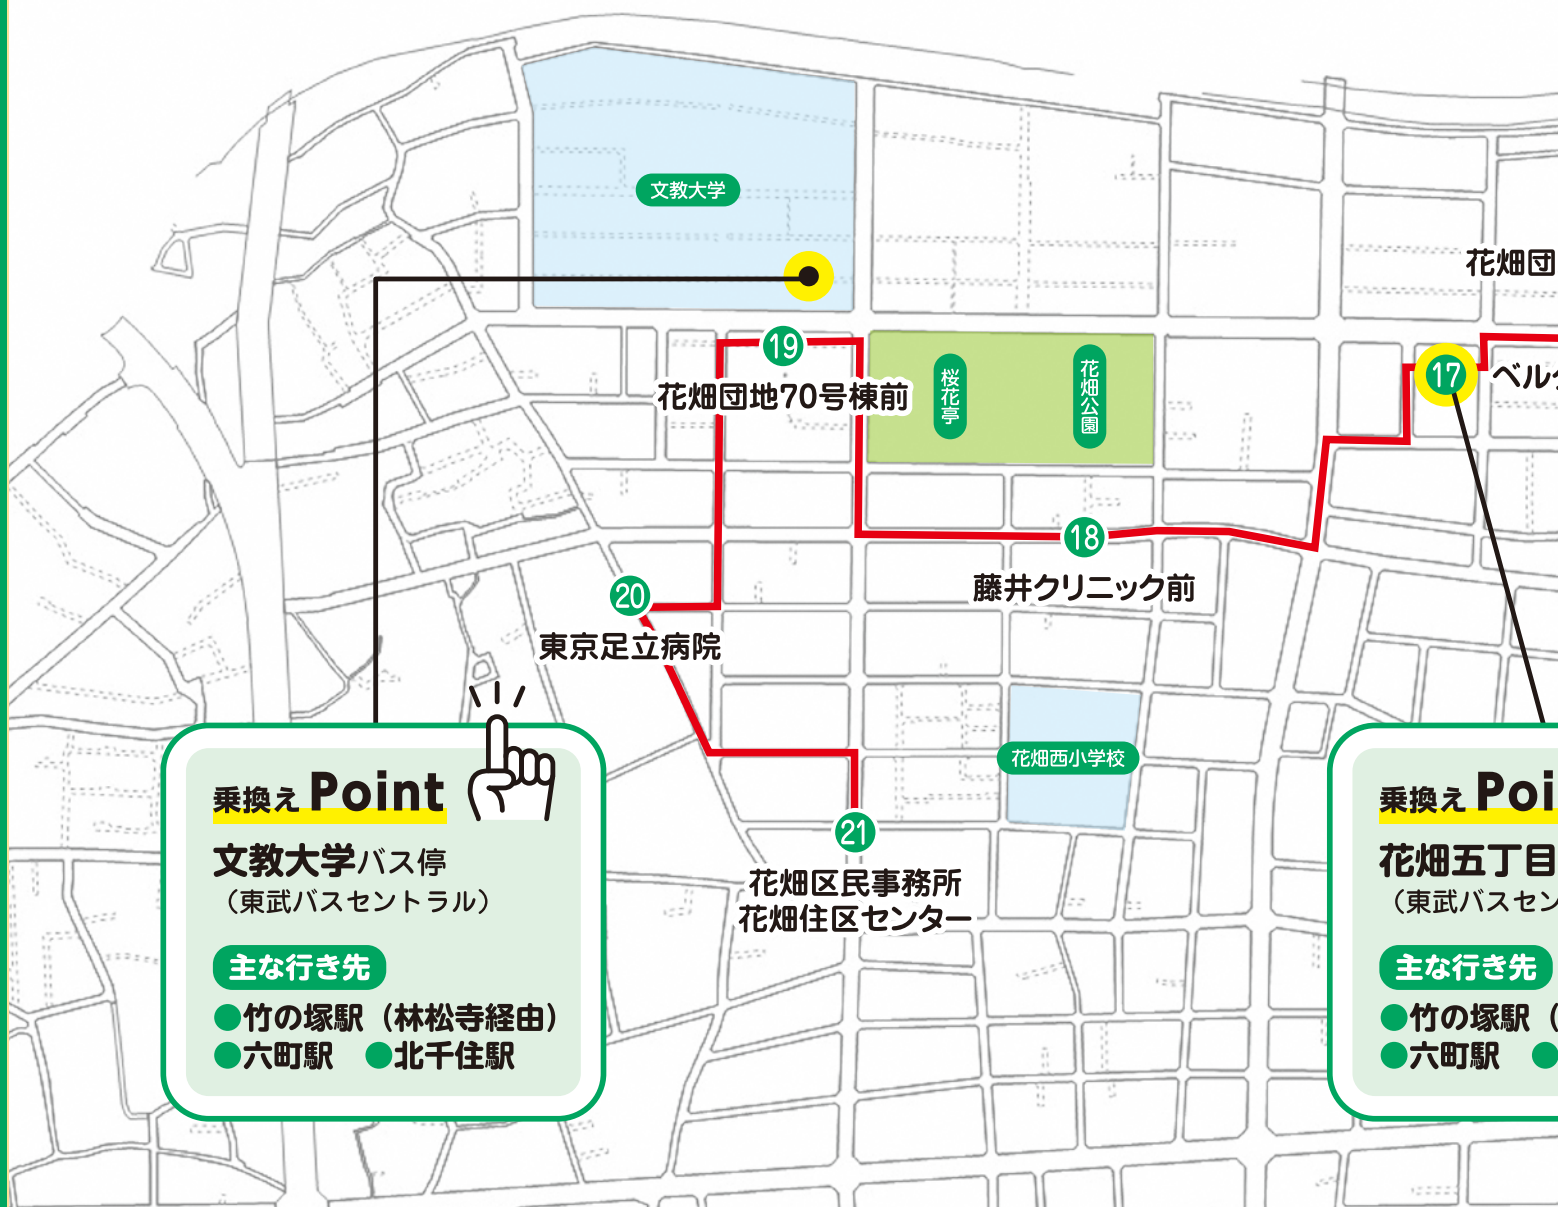 文教大学
花畑団
19
花畑団地70号棟前
桜花亭
花畑公園
17
ベルク
18
藤井クリニック前
20
東京足立病院
花畑西小学校
21
花畑区民事務所
花畑住区センター
乗換え Point
文教大学バス停
（東武バスセントラル）
主な行き先
●竹の塚駅（林松寺経由）
●六町駅 ●北千住駅
乗換え Poi
花畑五丁目
（東武バスセン
主な行き先
●竹の塚駅（
●六町駅 ●